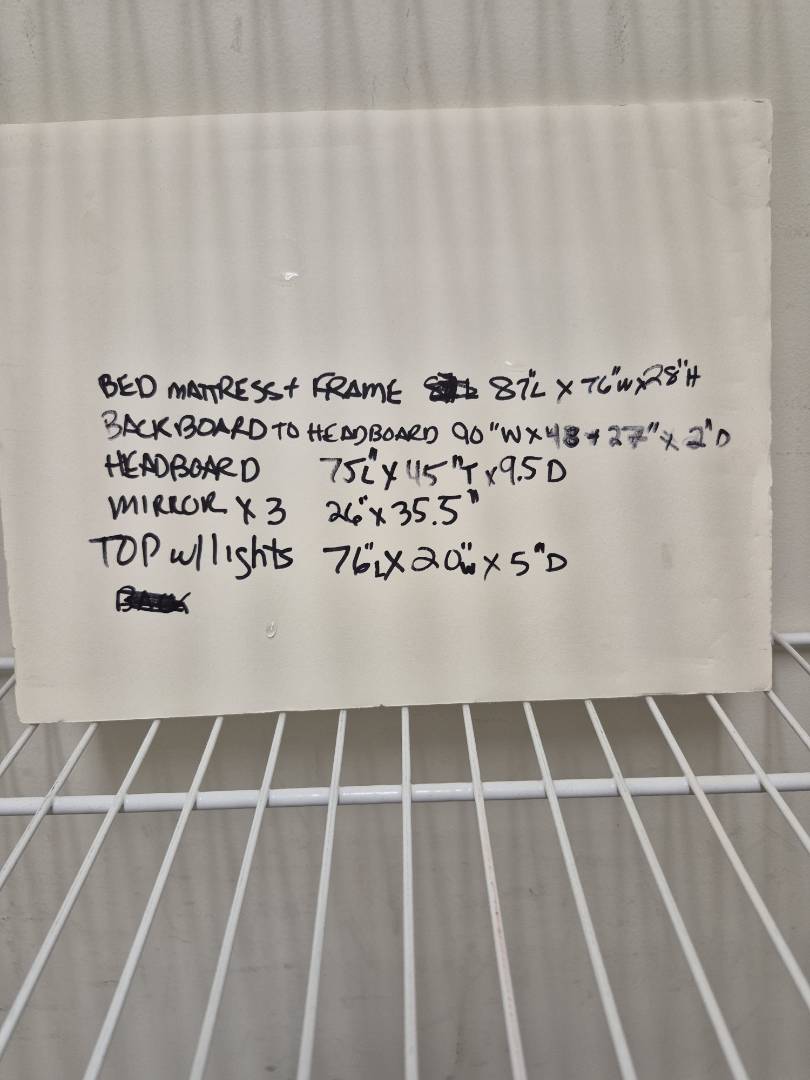 BED MATTRESS + FRAME 87"L X 76"W X 28"H
BACKBOARD TO HEADBOARD 90"W X 48 + 27" X 2"D
HEADBOARD 75L" X 45"T X 9.5 D
MIRROR X 3 26" X 35.5"
TOP w/ lights 76"L X 20"W X 5"D